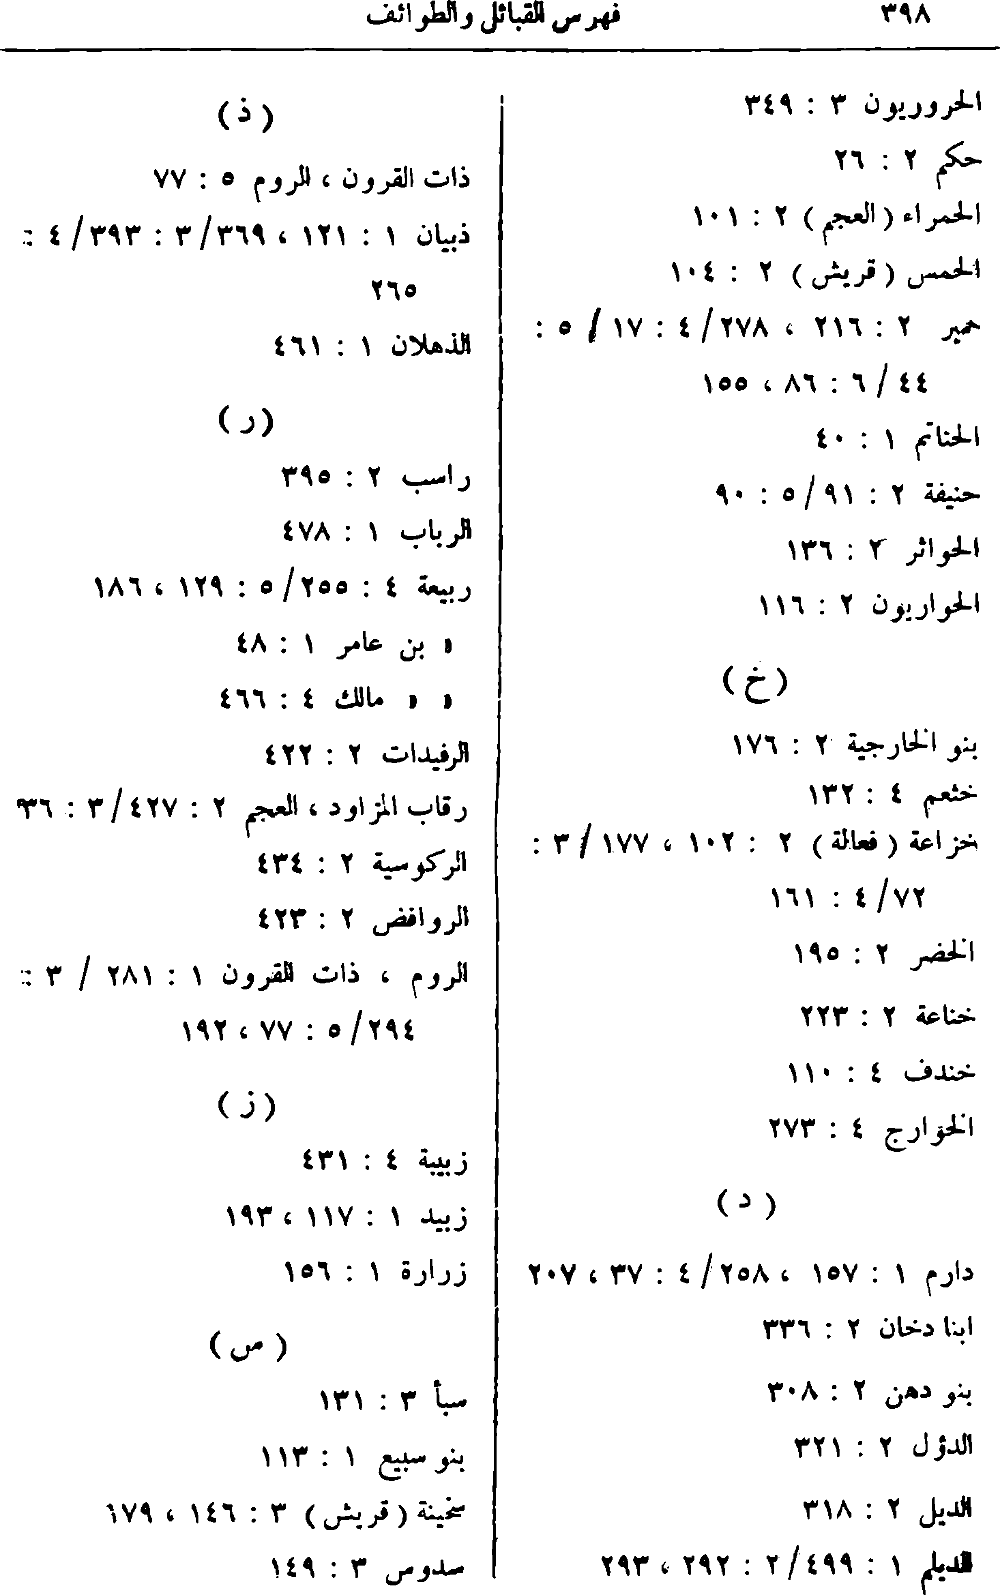 ٣٩٨
فهرس القبائل والطوائف
الحروريون ٣ : ٣٤٩
حكم ٢ : ٢٦
الحمراء ( العجم ) ٢ : ١٠١
الحمس ( قريش ) ٢ : ١٠٤
حمير ٢ : ٢١٦ ، ٢٧٨/ ٤ : ١٧ / ٥ :
٤٤/ ٦ : ٨٦ ، ١٥٥
الحناتم ١ : ٤٠
حنيفة ٢ : ٩١/ ٥ : ٩٠
الحوائر ٢ : ١٣٦
الحواريون ٢ : ١١٦
( خ )
بنو الخارجية ٢ : ١٧٦
خثعم ٤ : ١٣٢
خزاعة ( فعالة ) ٢ : ١٠٢ ، ١٧٧/ ٣ :
٧٢/ ٤ : ١٦١
الخضر ٢ : ١٩٥
خناعة ٢ : ٢٢٣
خندف ٤ : ١١٠
الخوارج ٤ : ٢٧٣
( د )
دارم ١ : ١٥٧ ، ٢٥٨/ ٤ : ٣٧ ، ٢٠٧
ابنا دخان ٢ : ٣٣٦
بنو دهن ٢ : ٣٠٨
الدؤل ٢ : ٣٢١
الديل ٢ : ٣١٨
الديلم ١ : ٤٩٩/ ٢ : ٢٩٢ ، ٢٩٣
( ذ )
ذات القرون ، الروم ٥ : ٧٧
ذبيان ١ : ١٢١ ، ٣٦٩/ ٣ : ٣٩٣/ ٤ :
٢٦٥
الذهلان ١ : ٤٦١
( ر )
راسب ٢ : ٣٩٥
الرباب ١ : ٤٧٨
ربيعة ٤ : ٢٥٥/ ٥ : ١٢٩ ، ١٨٦
« بن عامر ١ : ٤٨
« « مالك ٤ : ٤٦٦
الرفيدات ٢ : ٤٢٢
رقاب المزاود ، العجم ٢ : ٤٢٧/ ٣ : ٣٦
الركوسية ٢ : ٤٣٤
الروافض ٢ : ٤٢٣
الروم ، ذات القرون ١ : ٢٨١ / ٣ :
٢٩٤/ ٥ : ٧٧ ، ١٩٢
( ز )
زبيبة ٤ : ٤٣١
زبيد ١ : ١١٧ ، ١٩٣
زرارة ١ : ١٥٦
( س )
سبأ ٣ : ١٣١
بنو سبيع ١ : ١١٣
سخينة ( قريش ) ٣ : ١٤٦ ، ١٧٩
سدوس ٣ : ١٤٩